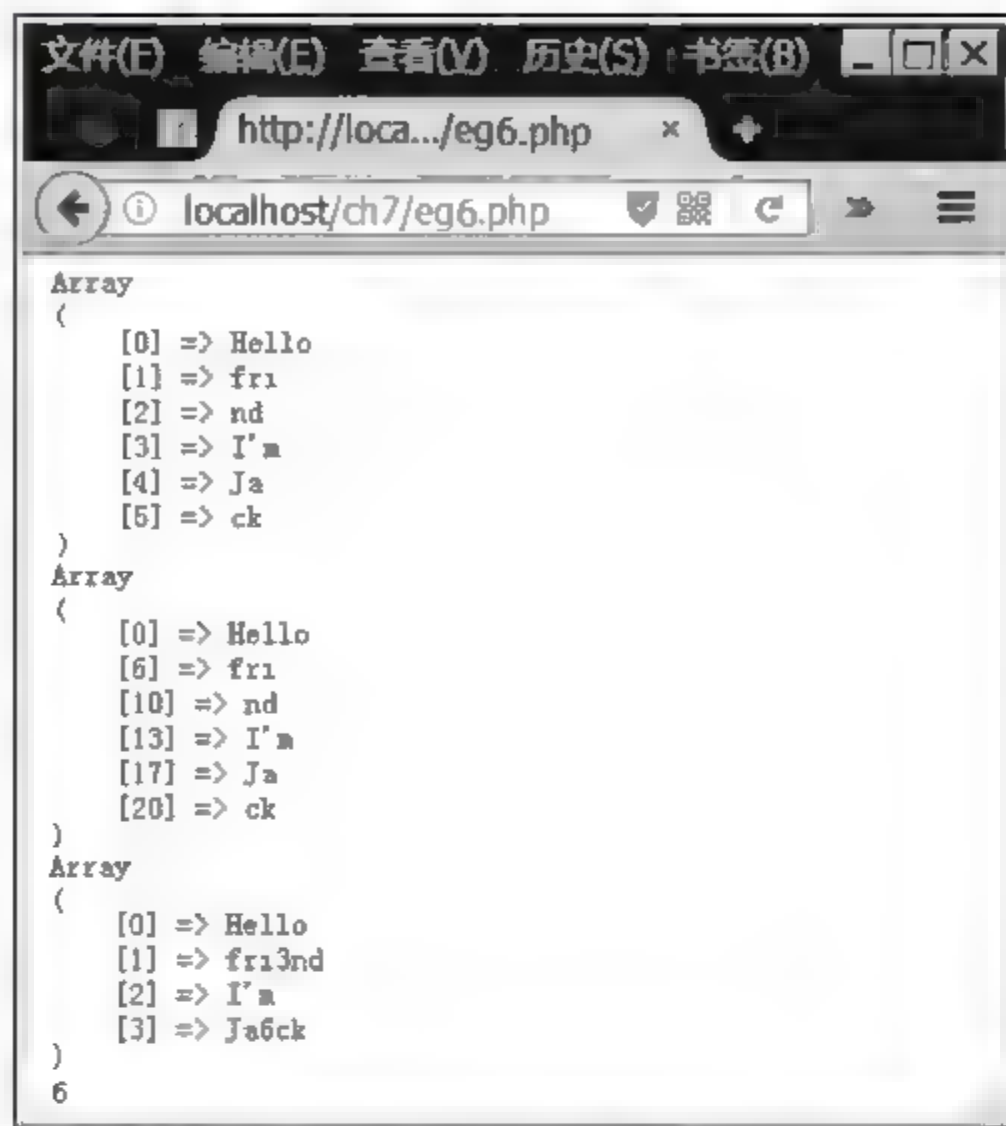 文件(F) 编辑(E) 查看(V) 历史(S) 书签(B)
http://loca.../eg6.php
localhost/ch7/eg6.php
Array
(
[0] => Hello
[1] => fri
[2] => nd
[3] => I'm
[4] => Ja
[5] => ck
)
Array
(
[0] => Hello
[6] => fri
[10] => nd
[13] => I'm
[17] => Ja
[20] => ck
)
Array
(
[0] => Hello
[1] => fri3nd
[2] => I'm
[3] => Ja6ck
)
6